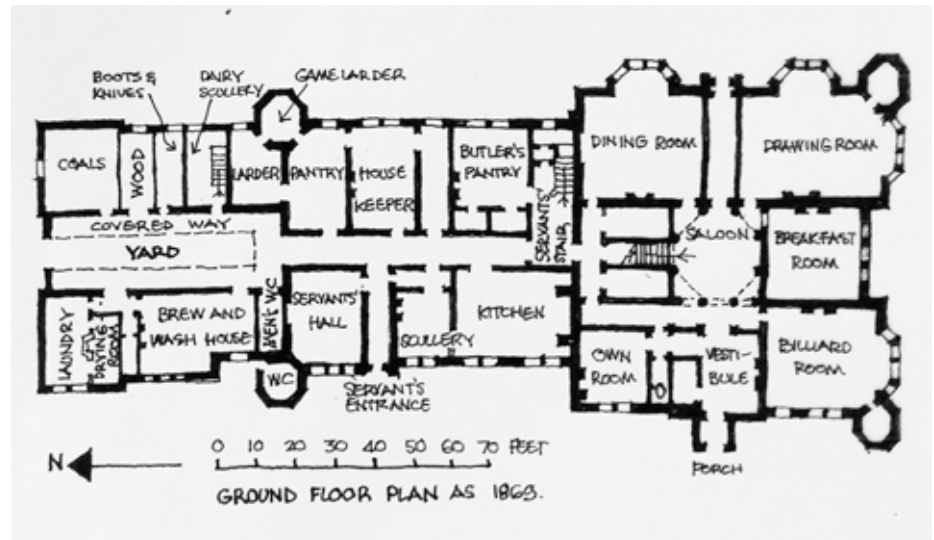 BOOTS &
KNIVES
DAIRY
SCULLERY
GAME LARDER
COALS
WOOD
LARDER
PANTRY
HOUSE
KEEPER
BUTLER'S
PANTRY
SERVANTS'
STAIR
DINING ROOM
DRAWING ROOM
COVERED WAY
YARD
SALOON
BREAKFAST
ROOM
LAUNDRY
DRYING
ROOM
BREW AND
WASH HOUSE
MEN'S WC
SERVANTS'
HALL
SCULLERY
KITCHEN
OWN
ROOM
VESTI-
BULE
BILLIARD
ROOM
WC
SERVANT'S
ENTRANCE
PORCH
N
0 10 20 30 40 50 60 70 FEET
GROUND FLOOR PLAN AS 1869.